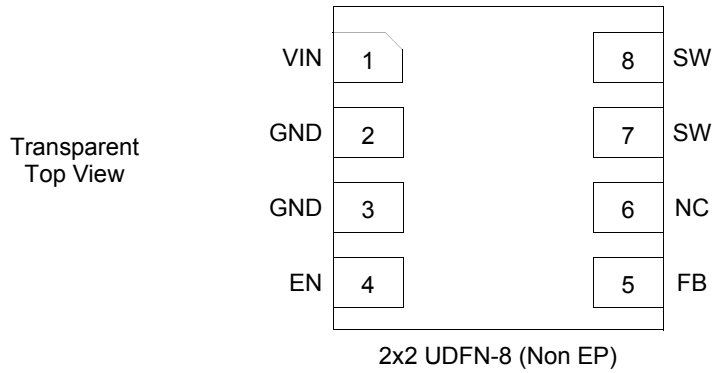 VIN 1 8 SW
GND 2 7 SW
Transparent
Top View
GND 3 6 NC
EN 4 5 FB
2x2 UDFN-8 (Non EP)